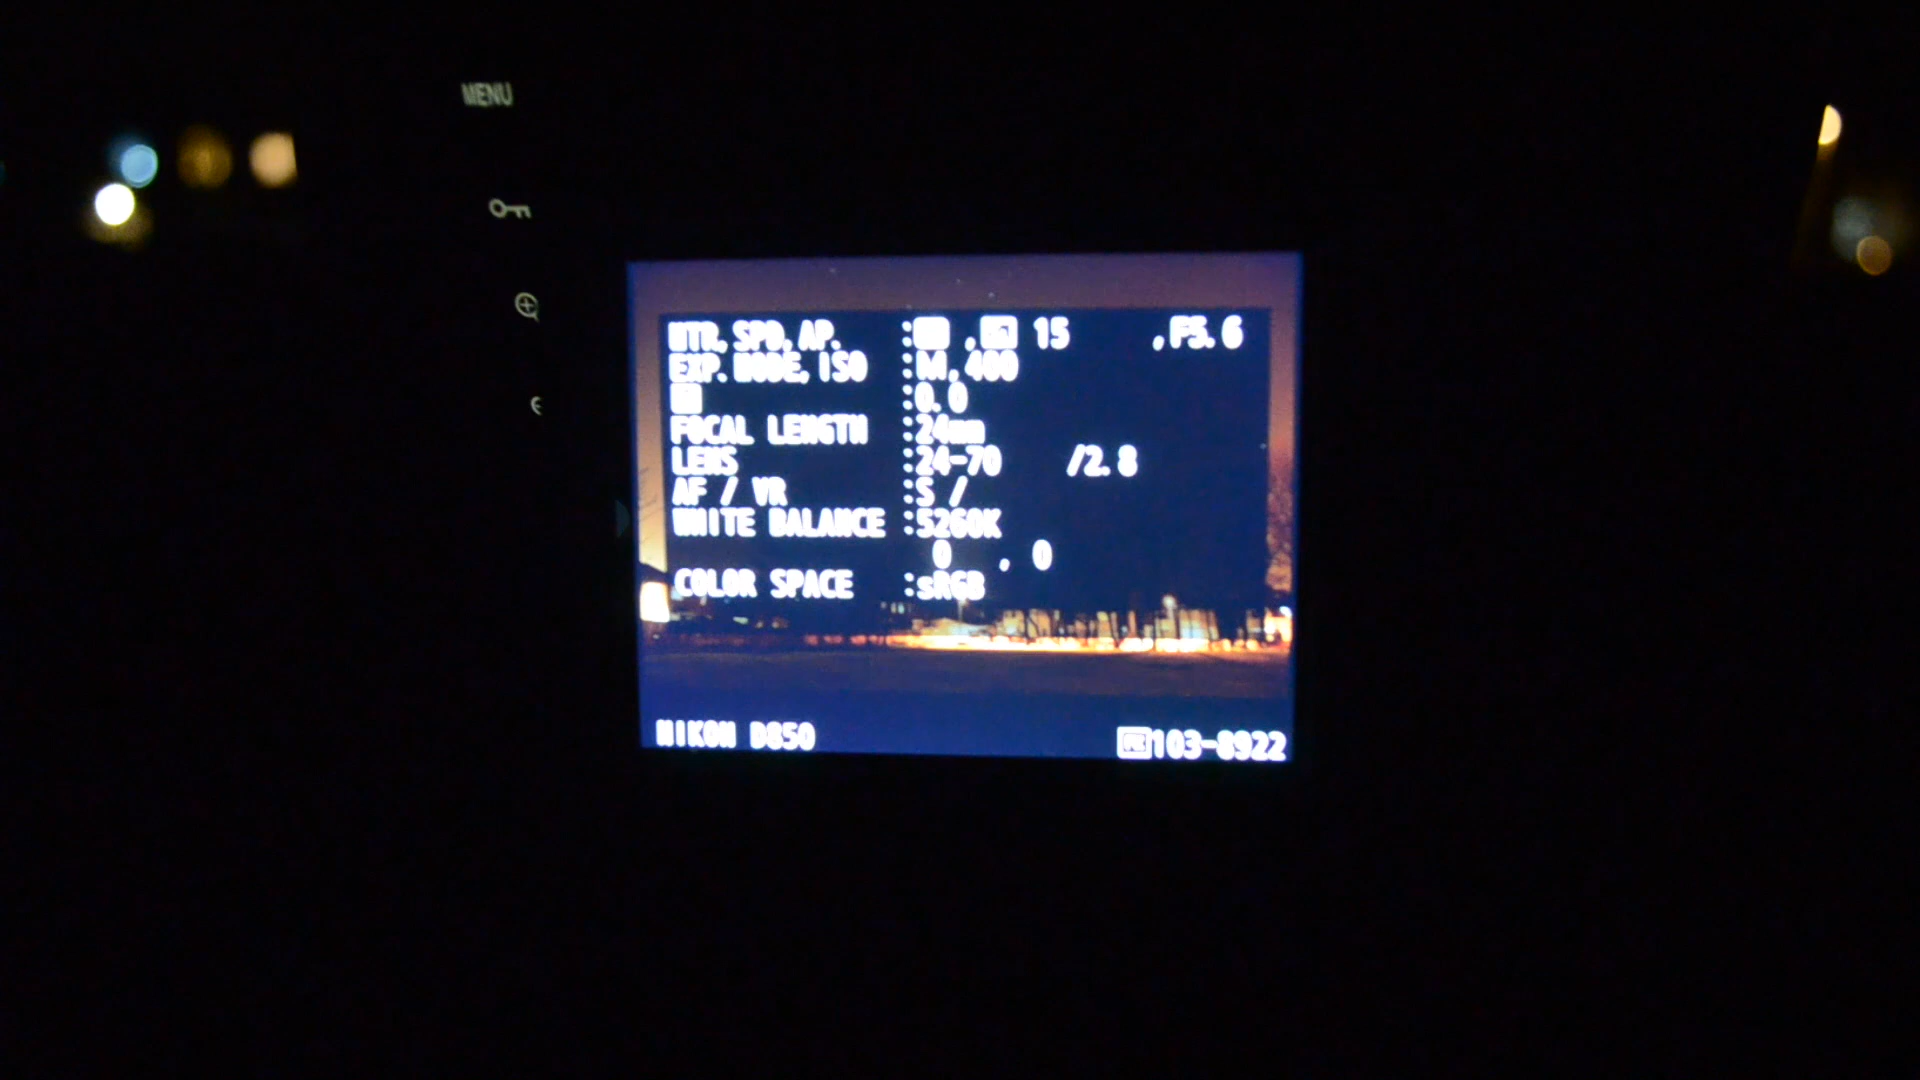 MENU
MTR, SPD, AP. : , 15 , F5.6
EXP. MODE, ISO : M, 400
: 0.0
FOCAL LENGTH : 24mm
LENS : 24-70 /2.8
AF / VR : S /
WHITE BALANCE : 5260K
0 , 0
COLOR SPACE : sRGB
NIKON D850
103-8922